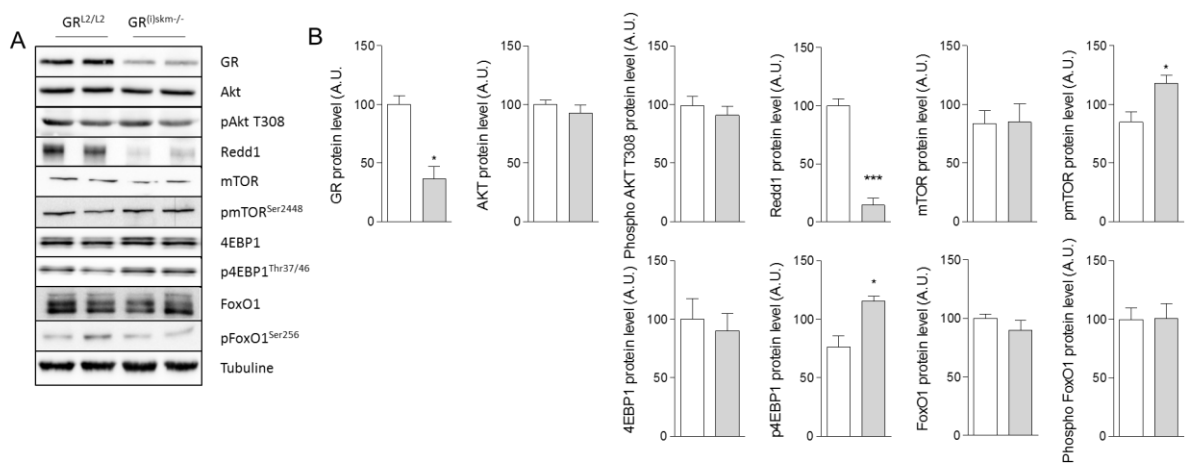 A
GR^L2/L2 GR^(i)skm-/-
GR
Akt
pAkt T308
Redd1
mTOR
pmTOR^Ser2448
4EBP1
p4EBP1^Thr37/46
FoxO1
pFoxO1^Ser256
Tubuline
B
GR protein level (A.U.)
150
100
50
0
*
AKT protein level (A.U.)
150
100
50
0
Phospho AKT T308 protein level (A.U.)
150
100
50
0
Redd1 protein level (A.U.)
150
100
50
0
***
mTOR protein level (A.U.)
150
100
50
0
pmTOR protein level (A.U.)
150
100
50
0
*
4EBP1 protein level (A.U.)
150
100
50
0
p4EBP1 protein level (A.U.)
150
100
50
0
*
FoxO1 protein level (A.U.)
150
100
50
0
Phospho FoxO1 protein level (A.U.)
150
100
50
0